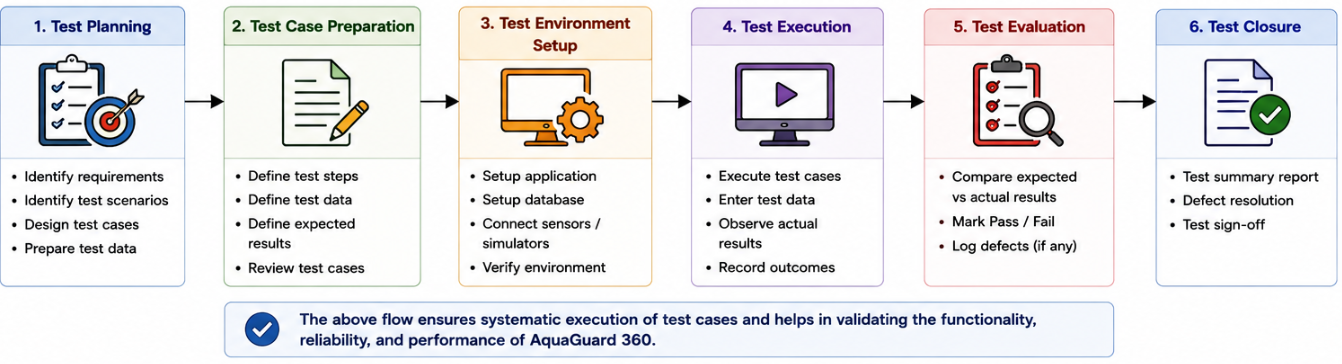 1. Test Planning
• Identify requirements
• Identify test scenarios
• Design test cases
• Prepare test data
2. Test Case Preparation
• Define test steps
• Define test data
• Define expected
results
• Review test cases
3. Test Environment
Setup
• Setup application
• Setup database
• Connect sensors /
simulators
• Verify environment
4. Test Execution
• Execute test cases
• Enter test data
• Observe actual
results
• Record outcomes
5. Test Evaluation
• Compare expected
vs actual results
• Mark Pass / Fail
• Log defects (if any)
6. Test Closure
• Test summary report
• Defect resolution
• Test sign-off
The above flow ensures systematic execution of test cases and helps in validating the functionality,
reliability, and performance of AquaGuard 360.